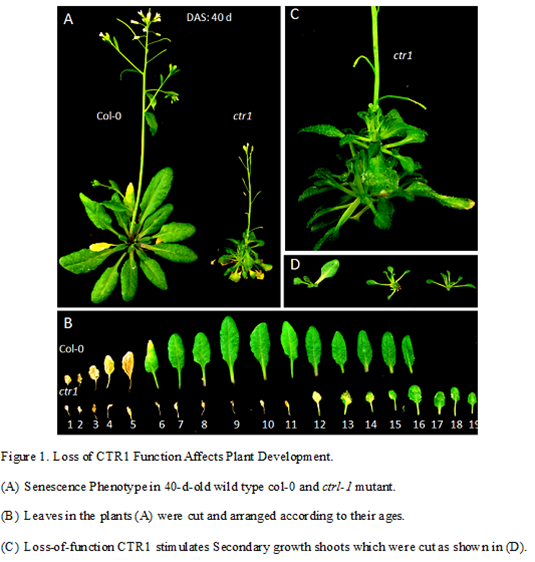 A
DAS: 40 d
Col-0
ctr1
C
ctr1
D
B
Col-0
ctr1
1 2 3 4 5 6 7 8 9 10 11 12 13 14 15 16 17 18 19
Figure 1. Loss of CTR1 Function Affects Plant Development.
(A) Senescence Phenotype in 40-d-old wild type col-0 and ctrl-1 mutant.
(B) Leaves in the plants (A) were cut and arranged according to their ages.
(C) Loss-of-function CTR1 stimulates Secondary growth shoots which were cut as shown in (D).